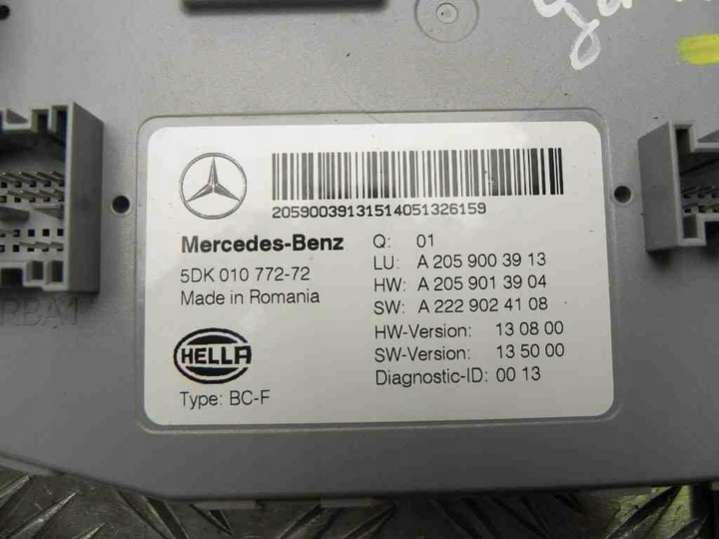 20590039131514051326159
Mercedes-Benz
5DK 010 772-72
Made in Romania
HELLA
Type: BC-F
Q: 01
LU: A 205 900 39 13
HW: A 205 901 39 04
SW: A 222 902 41 08
HW-Version: 13 08 00
SW-Version: 13 50 00
Diagnostic-ID: 00 13